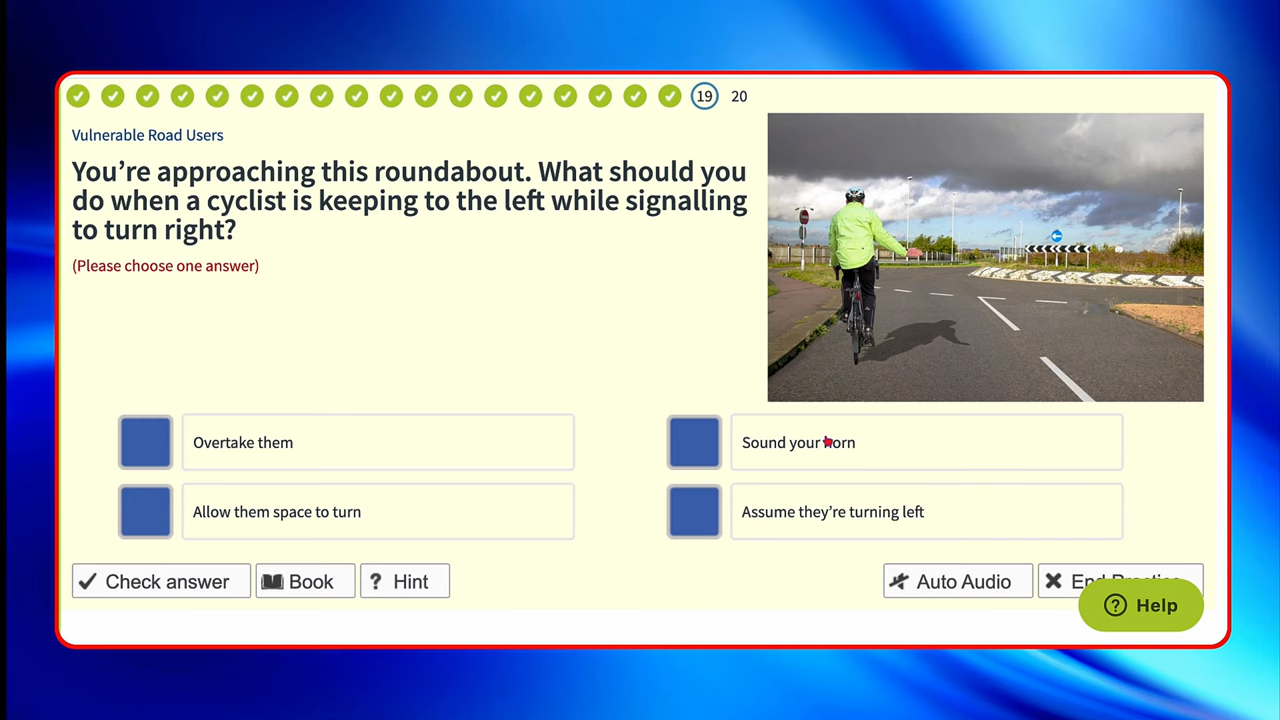 19 20
Vulnerable Road Users
You’re approaching this roundabout. What should you
do when a cyclist is keeping to the left while signalling
to turn right?
(Please choose one answer)
Overtake them
Sound your horn
Allow them space to turn
Assume they’re turning left
Check answer
Book
? Hint
Auto Audio
End Practice
? Help